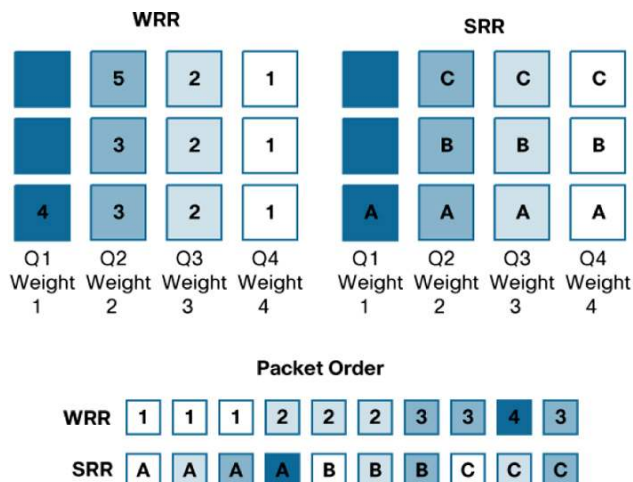 WRR
5 2 1
3 2 1
4 3 2 1
Q1 Q2 Q3 Q4
Weight Weight Weight Weight
1 2 3 4
SRR
C C C
B B B
A A A A
Q1 Q2 Q3 Q4
Weight Weight Weight Weight
1 2 3 4
Packet Order
WRR 1 1 1 2 2 2 3 3 4 3
SRR A A A A B B B C C C